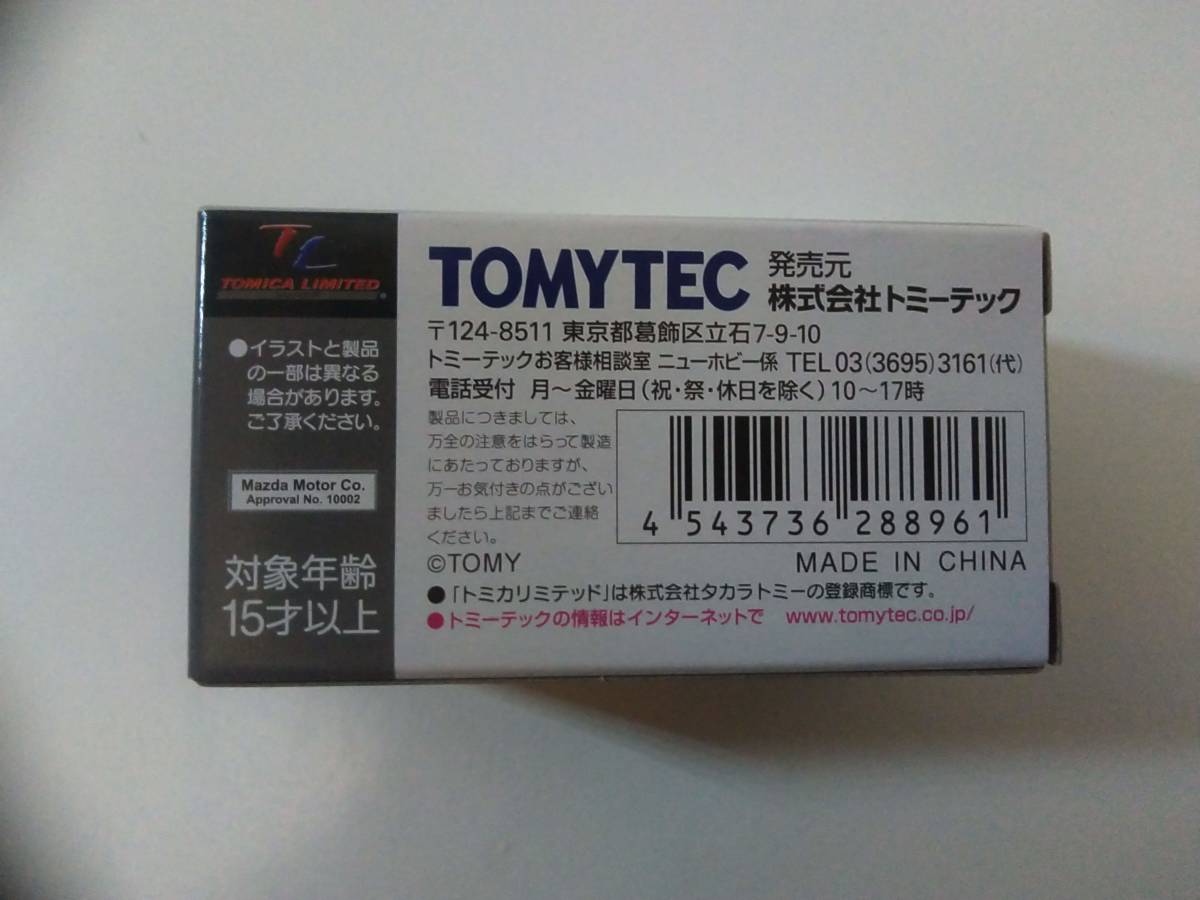 TL
TOMICA LIMITED
●イラストと製品
の一部は異なる
場合があります。
ご了承ください。
Mazda Motor Co.
Approval No. 10002
対象年齢
15才以上
TOMYTEC 発売元
株式会社トミーテック
〒124-8511 東京都葛飾区立石7-9-10
トミーテックお客様相談室 ニューホビー係 TEL 03(3695)3161(代)
電話受付 月～金曜日(祝・祭・休日を除く)10～17時
製品につきましては、
万全の注意をはらって製造
にあたっておりますが、
万一お気付きの点がござい
ましたら上記までご連絡
ください。
4 543736 288961
©TOMY MADE IN CHINA
●「トミカリミテッド」は株式会社タカラトミーの登録商標です。
●トミーテックの情報はインターネットで www.tomytec.co.jp/